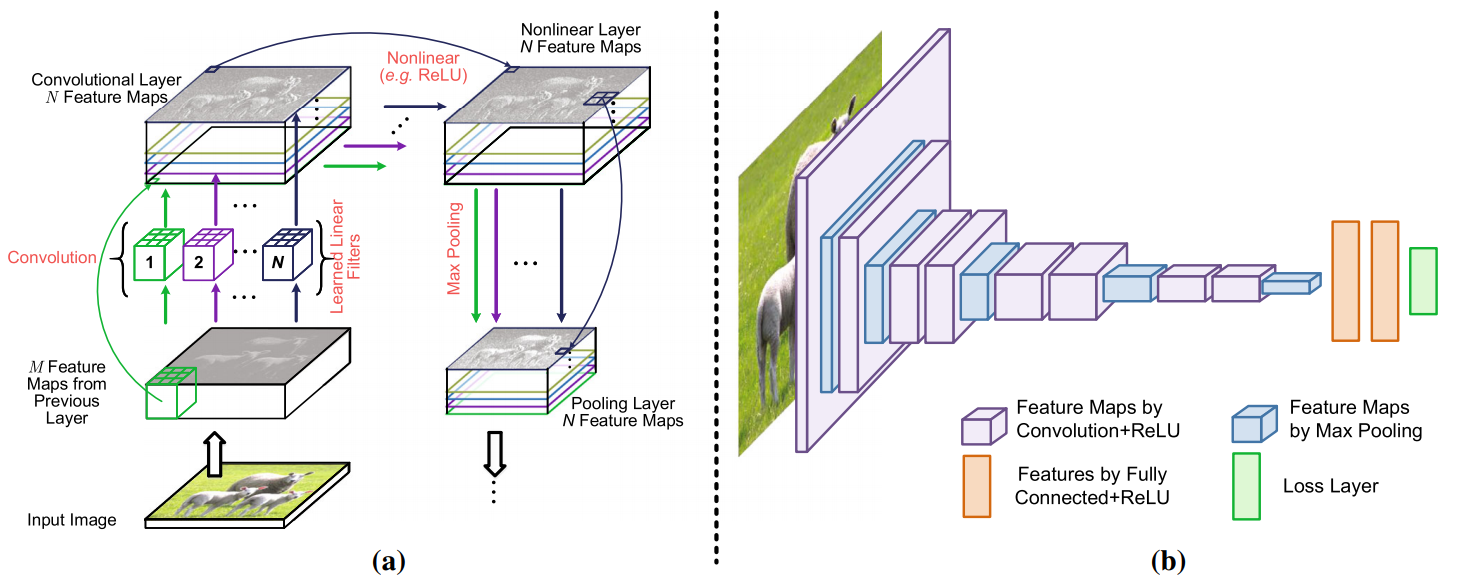 Nonlinear Layer
N Feature Maps
Nonlinear
(e.g. ReLU)
Convolutional Layer
N Feature Maps
...
...
...
Convolution
1
2
...
N
Learned Linear
Filters
...
Max Pooling
...
M Feature
Maps from
Previous
Layer
Pooling Layer
N Feature Maps
Input Image
...
(a)
Feature Maps by
Convolution+ReLU
Feature Maps
by Max Pooling
Features by Fully
Connected+ReLU
Loss Layer
(b)